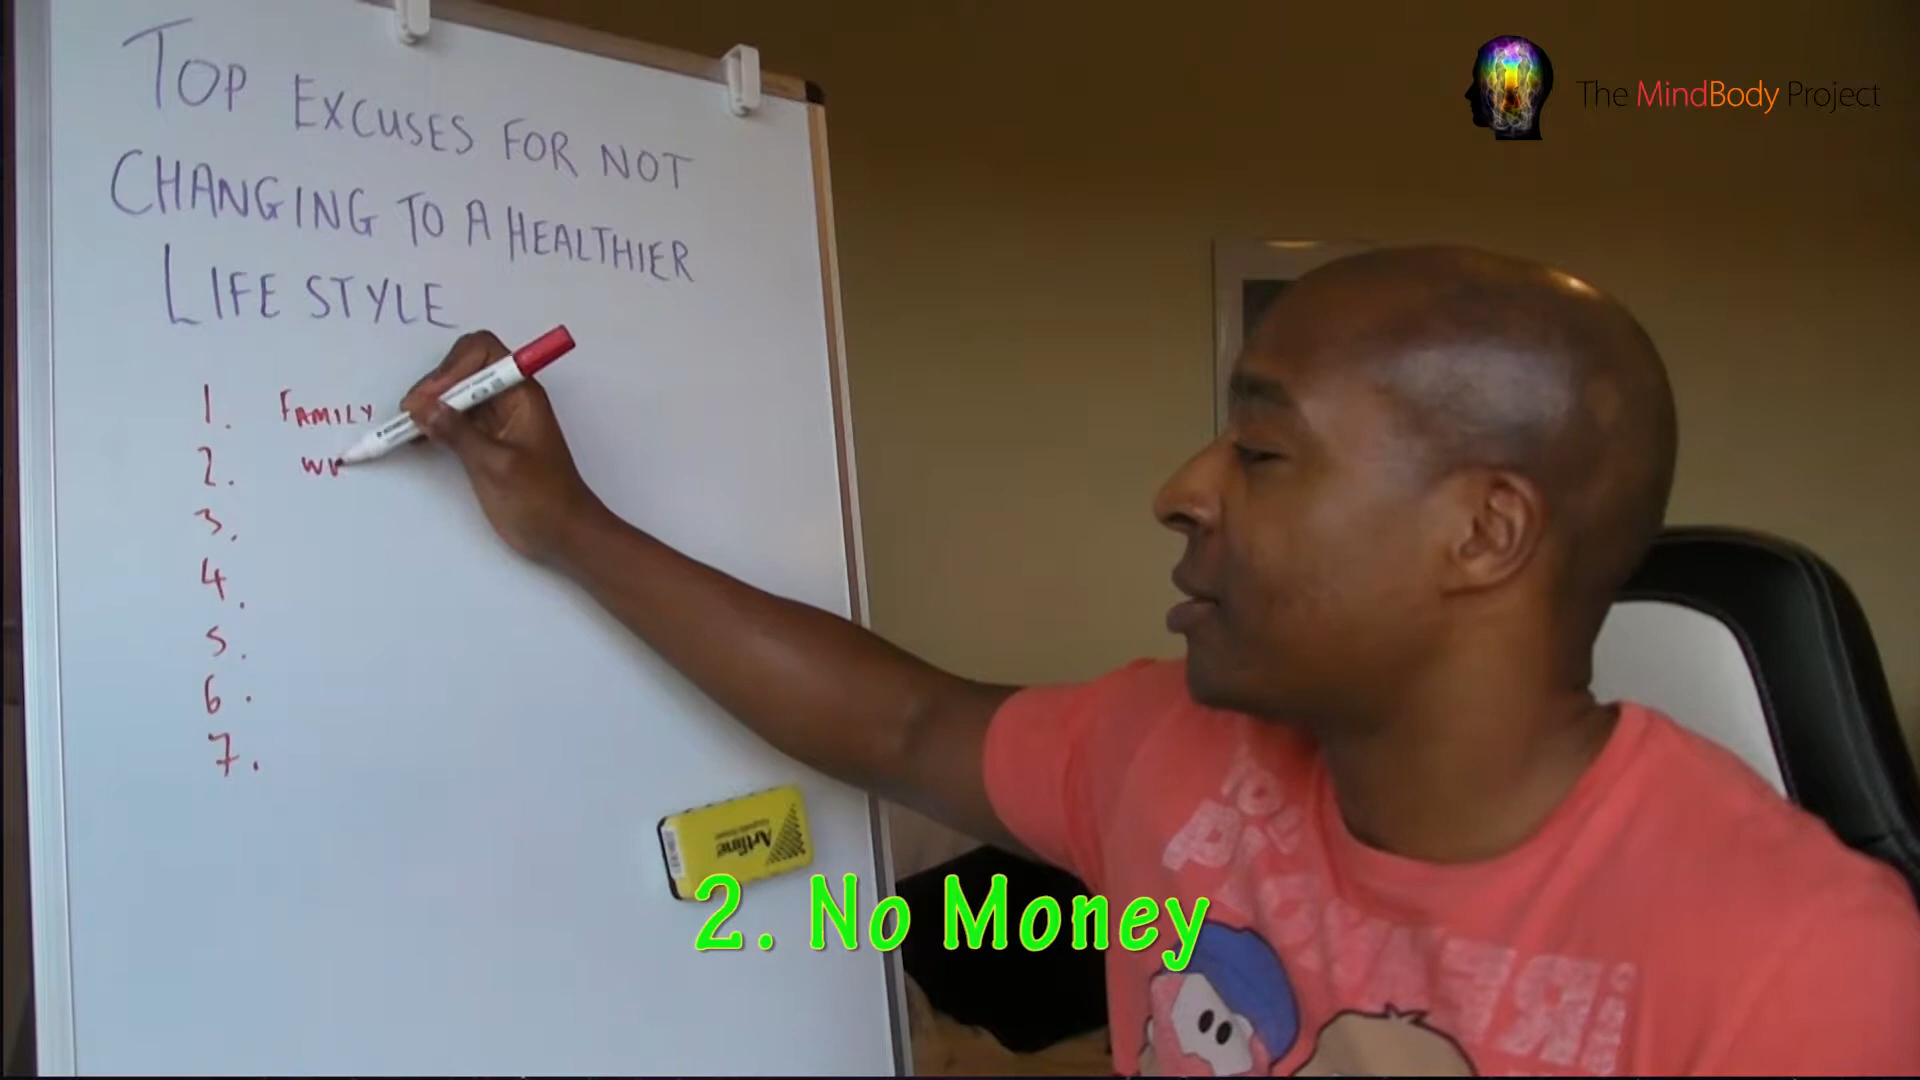 TOP EXCUSES FOR NOT
CHANGING TO A HEALTHIER
LIFE STYLE
1. FAMILY
2.
3.
4.
5.
6.
7.
The MindBody Project
Artline
2. No Money